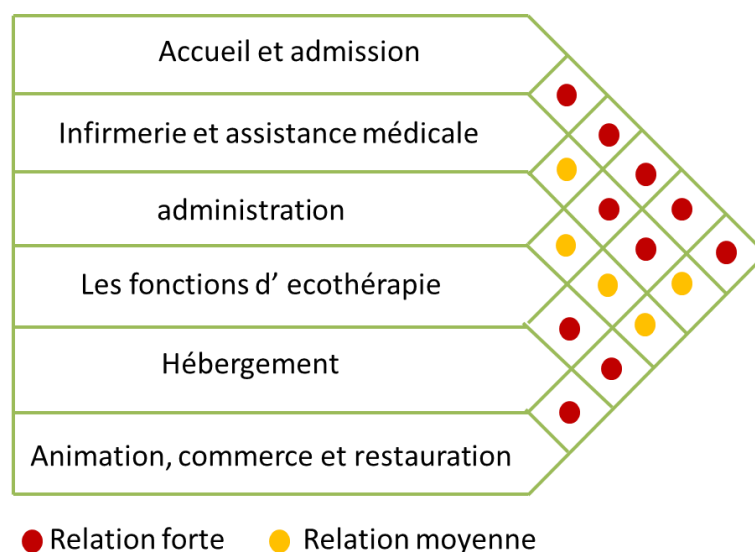 Accueil et admission
Infirmerie et assistance médicale
administration
Les fonctions d' ecothérapie
Hébergement
Animation, commerce et restauration
Relation forte
Relation moyenne